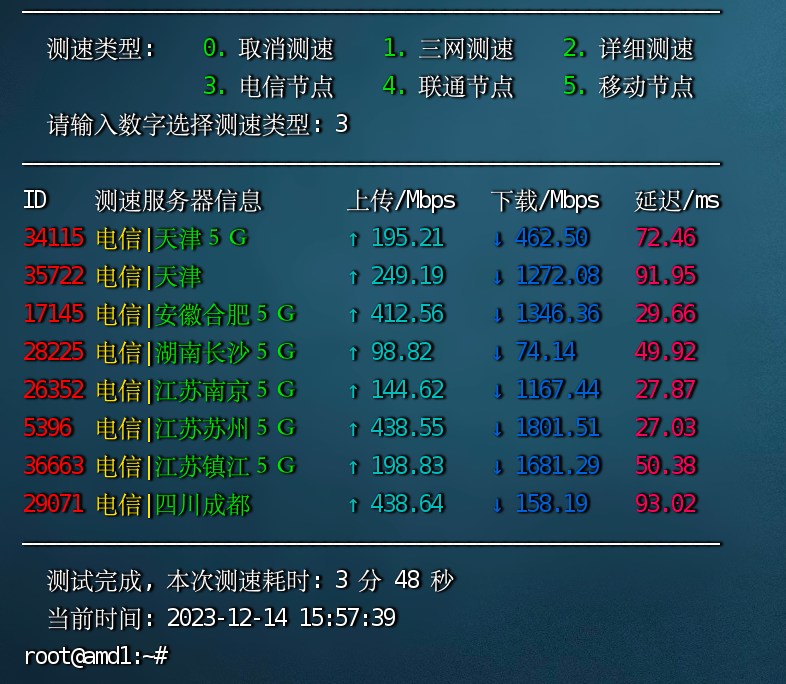 测速类型: 0. 取消测速 1. 三网测速 2. 详细测速
3. 电信节点 4. 联通节点 5. 移动节点
请输入数字选择测速类型: 3
ID 测速服务器信息 上传/Mbps 下载/Mbps 延迟/ms
34115 电信|天津5G ↑ 195.21 ↓ 462.50 72.46
35722 电信|天津 ↑ 249.19 ↓ 1272.08 91.95
17145 电信|安徽合肥5G ↑ 412.56 ↓ 1346.36 29.66
28225 电信|湖南长沙5G ↑ 98.82 ↓ 74.14 49.92
26352 电信|江苏南京5G ↑ 144.62 ↓ 1167.44 27.87
5396 电信|江苏苏州5G ↑ 438.55 ↓ 1801.51 27.03
36663 电信|江苏镇江5G ↑ 198.83 ↓ 1681.29 50.38
29071 电信|四川成都 ↑ 438.64 ↓ 158.19 93.02
测试完成, 本次测速耗时: 3 分 48 秒
当前时间: 2023-12-14 15:57:39
root@amd1:~#